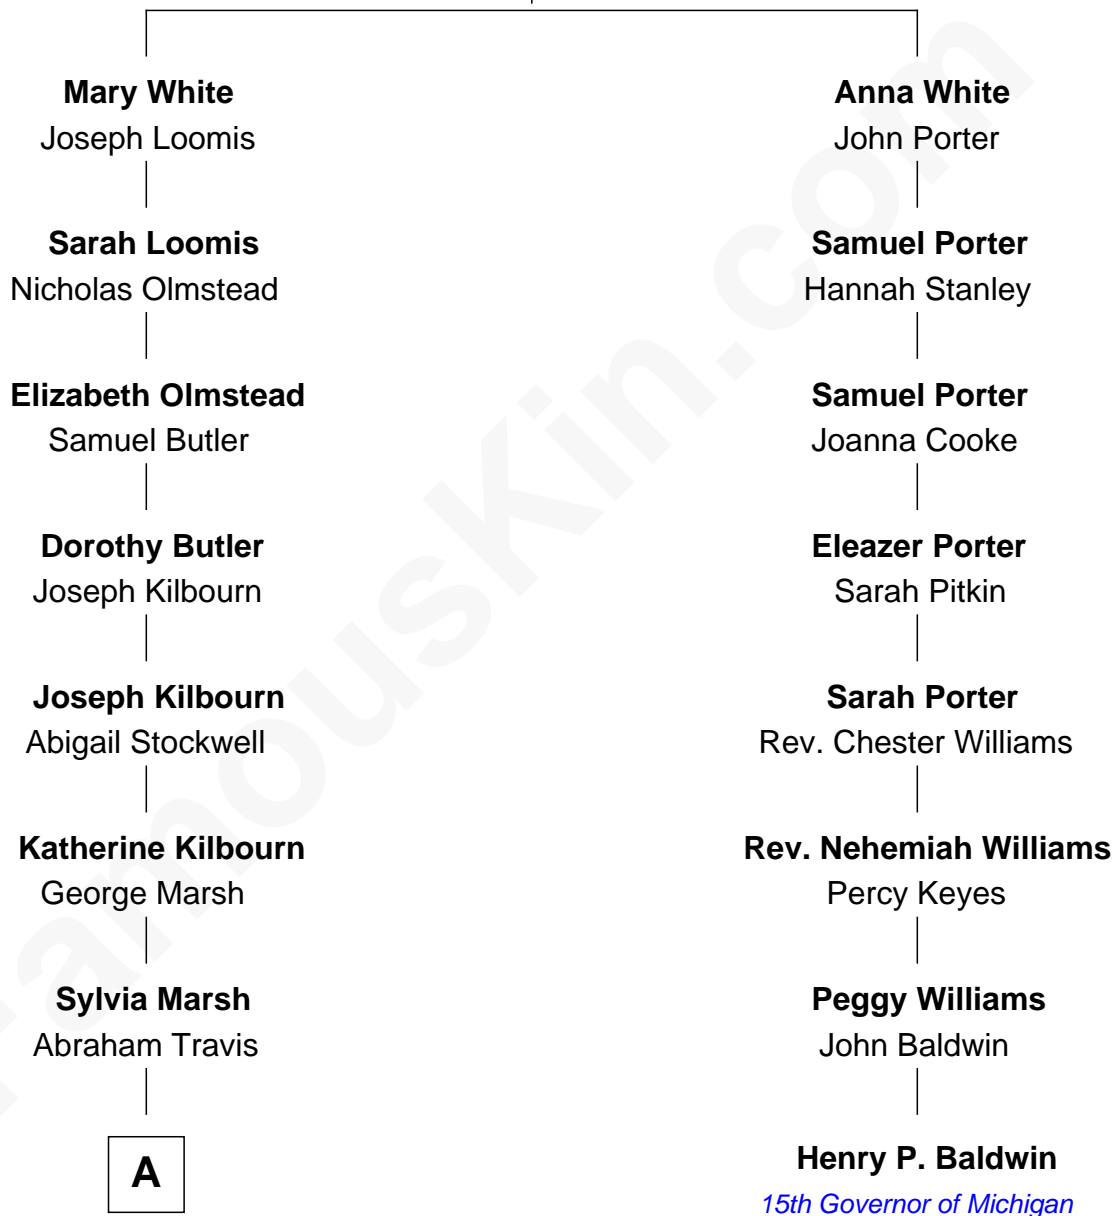 Mary White
Joseph Loomis
Sarah Loomis
Nicholas Olmstead
Elizabeth Olmstead
Samuel Butler
Dorothy Butler
Joseph Kilbourn
Joseph Kilbourn
Abigail Stockwell
Katherine Kilbourn
George Marsh
Sylvia Marsh
Abraham Travis
A
Anna White
John Porter
Samuel Porter
Hannah Stanley
Samuel Porter
Joanna Cooke
Eleazer Porter
Sarah Pitkin
Sarah Porter
Rev. Chester Williams
Rev. Nehemiah Williams
Percy Keyes
Peggy Williams
John Baldwin
Henry P. Baldwin
15th Governor of Michigan
FamousKin.com